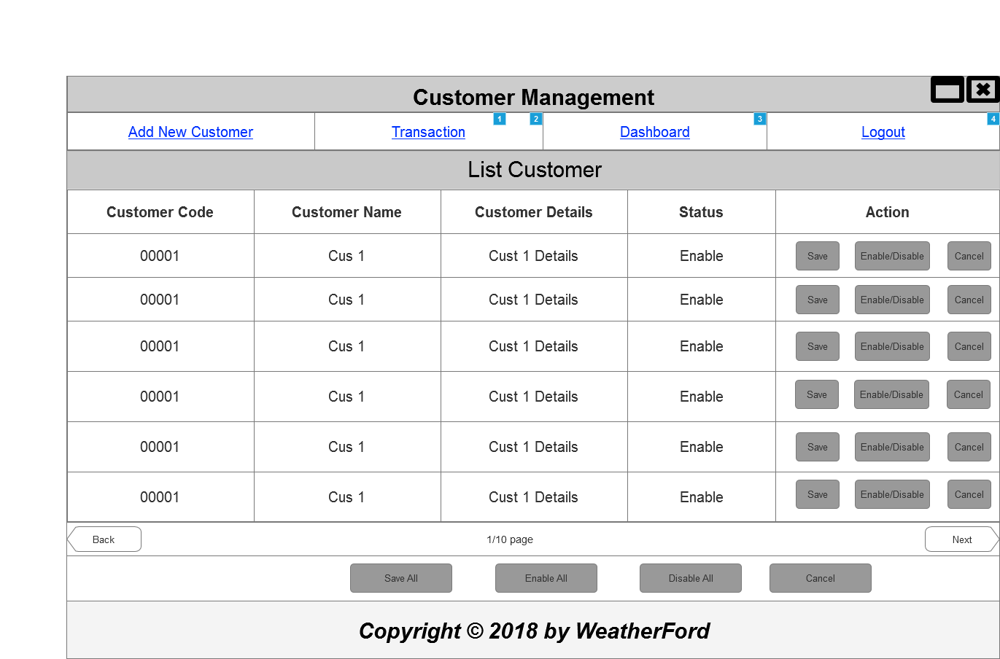 Customer Management
1 2 3 4
Add New Customer Transaction Dashboard Logout
List Customer
Customer Code Customer Name Customer Details Status Action
00001 Cus 1 Cust 1 Details Enable Save Enable/Disable Cancel
00001 Cus 1 Cust 1 Details Enable Save Enable/Disable Cancel
00001 Cus 1 Cust 1 Details Enable Save Enable/Disable Cancel
00001 Cus 1 Cust 1 Details Enable Save Enable/Disable Cancel
00001 Cus 1 Cust 1 Details Enable Save Enable/Disable Cancel
00001 Cus 1 Cust 1 Details Enable Save Enable/Disable Cancel
Back 1/10 page Next
Save All Enable All Disable All Cancel
Copyright © 2018 by WeatherFord